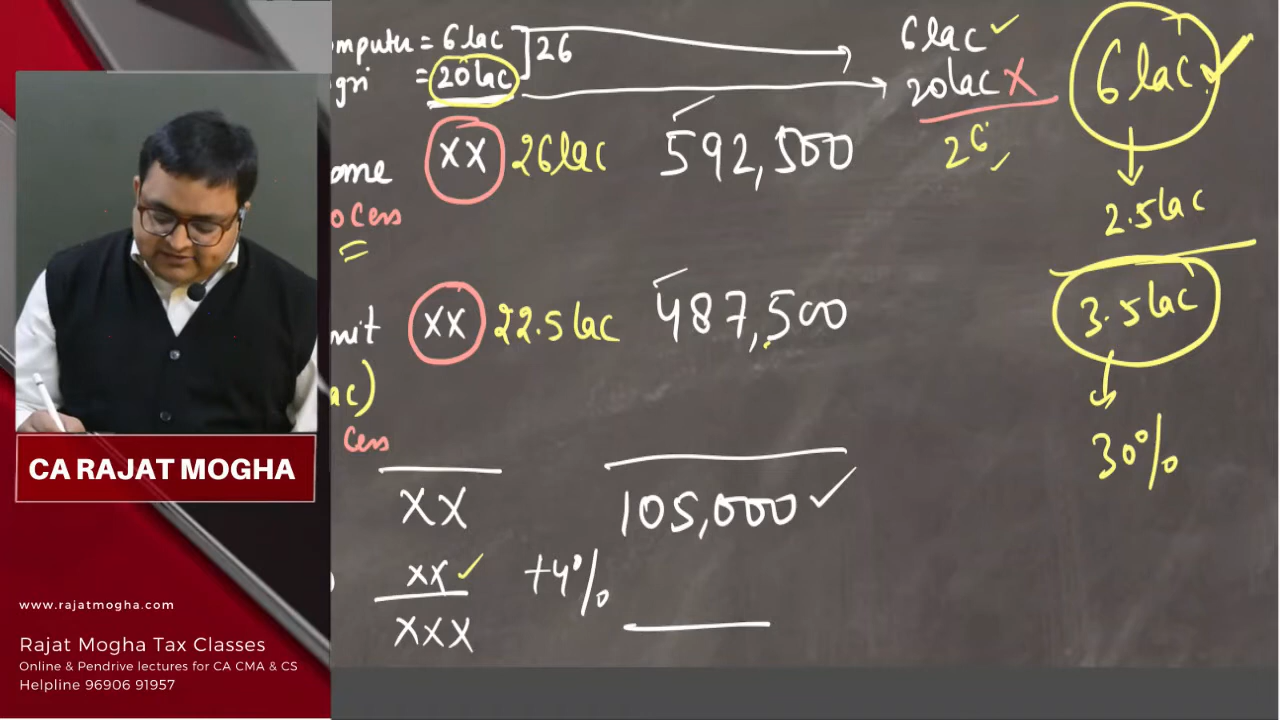 omputer = 6 lac ] 26
gri = 20 lac
6 lac ✓
20 lac X
26
6 lac
2.5 lac
3.5 lac
30%
ome XX 26 lac 592,500
o Cess
=
mit XX 22.5 lac 487,500
ac)
Cess
XX 105,000 ✓
) XX ✓ +4%
XXX
CA RAJAT MOGHA
www.rajatmogha.com
Rajat Mogha Tax Classes
Online & Pendrive lectures for CA CMA & CS
Helpline 96906 91957